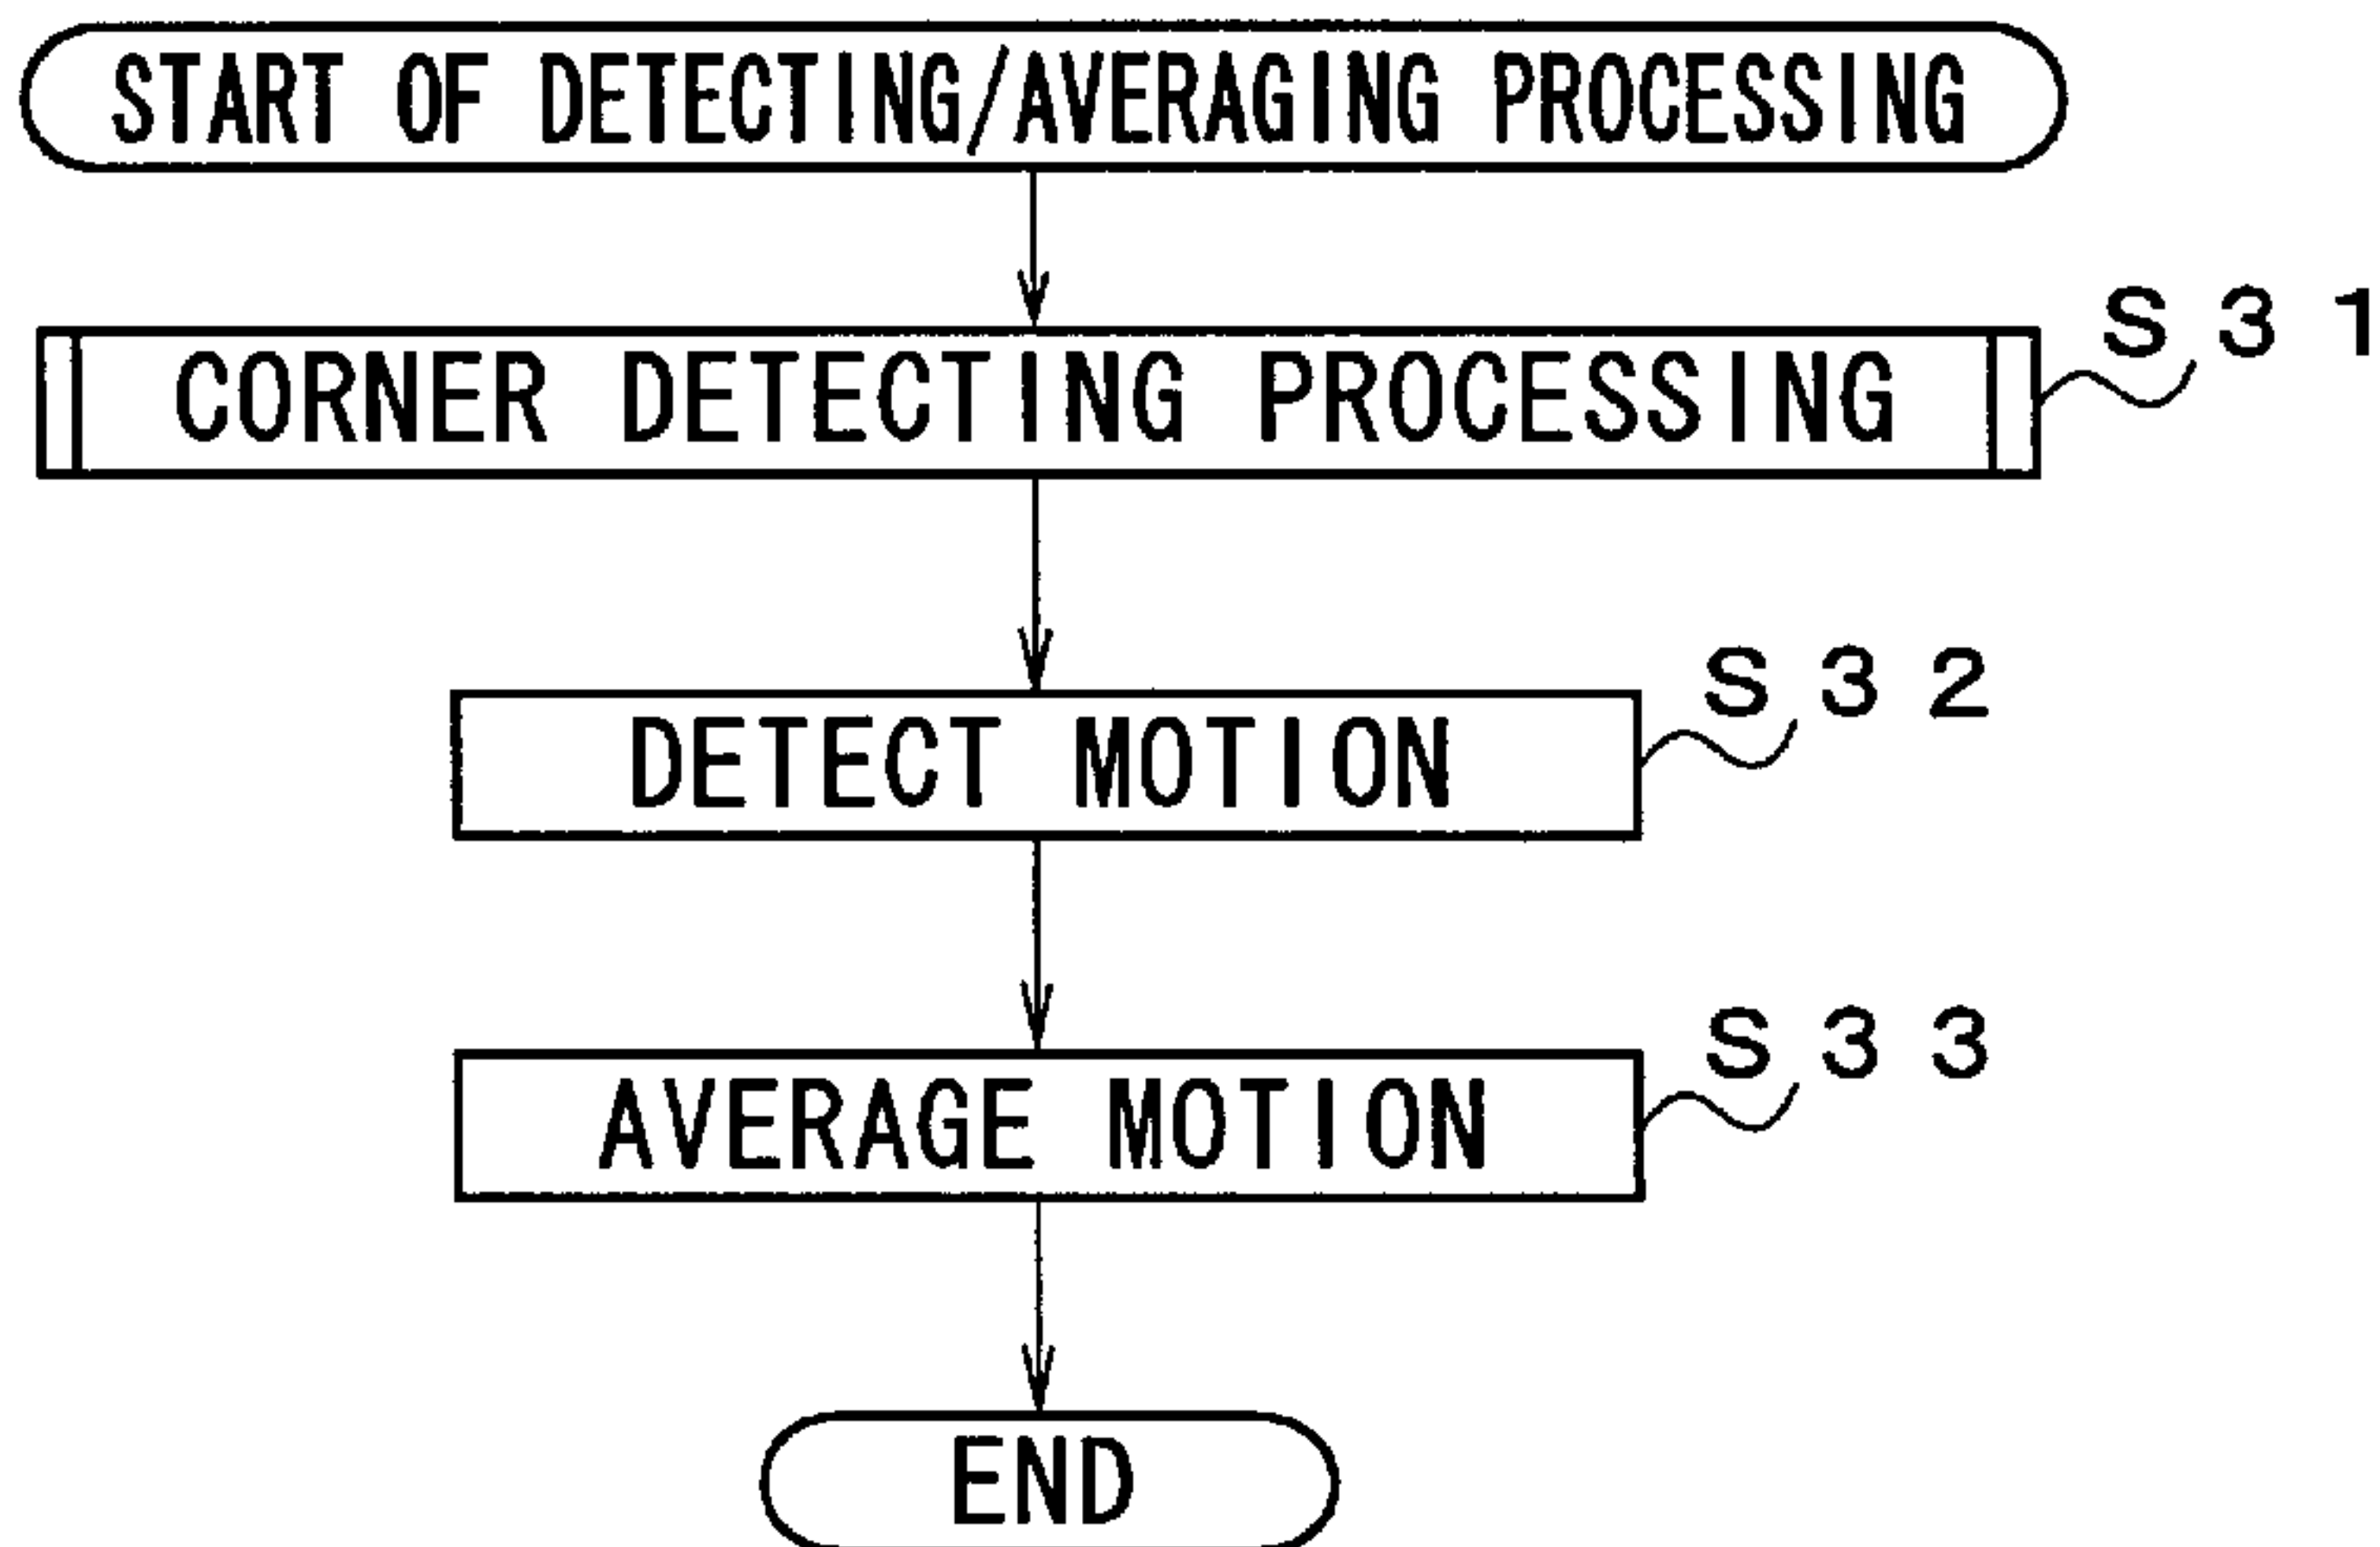 START OF DETECTING/AVERAGING PROCESSING
S31
CORNER DETECTING PROCESSING
S32
DETECT MOTION
S33
AVERAGE MOTION
END